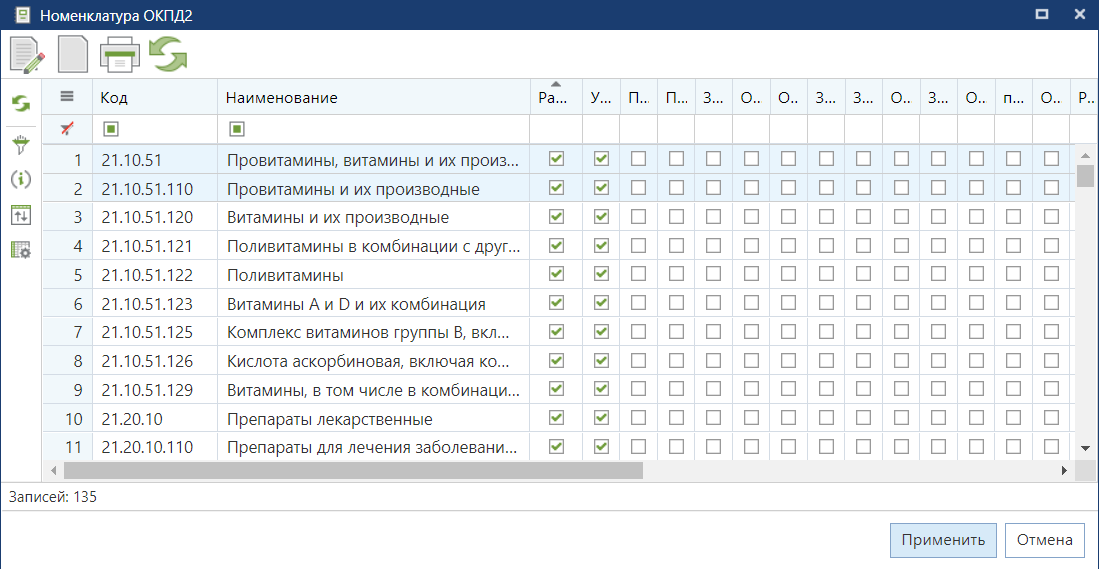 Номенклатура ОКПД2
Код Наименование Ра... У... П... П... З... О... О... З... З... О... З... О... п... О... Р...
1 21.10.51 Провитамины, витамины и их произ...
2 21.10.51.110 Провитамины и их производные
3 21.10.51.120 Витамины и их производные
4 21.10.51.121 Поливитамины в комбинации с друг...
5 21.10.51.122 Поливитамины
6 21.10.51.123 Витамины A и D и их комбинация
7 21.10.51.125 Комплекс витаминов группы B, вкл...
8 21.10.51.126 Кислота аскорбиновая, включая ко...
9 21.10.51.129 Витамины, в том числе в комбинаци...
10 21.20.10 Препараты лекарственные
11 21.20.10.110 Препараты для лечения заболевани...
Записей: 135
Применить Отмена